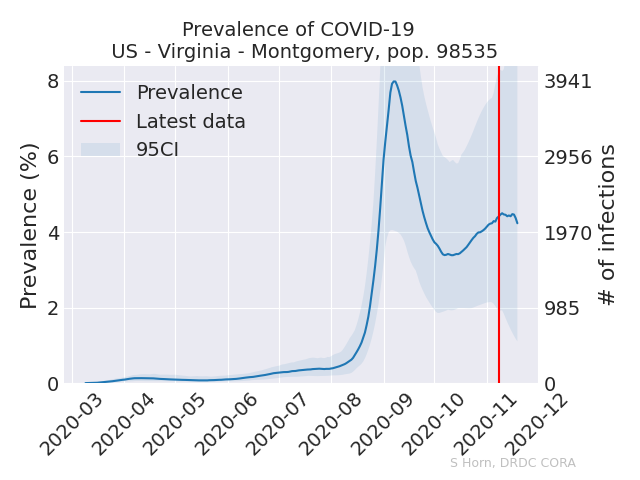 Prevalence of COVID-19
US - Virginia - Montgomery, pop. 98535
Prevalence
Latest data
95CI
Prevalence (%)
8
6
4
2
0
3941
2956
1970
985
0
# of infections
2020-03
2020-04
2020-05
2020-06
2020-07
2020-08
2020-09
2020-10
2020-11
2020-12
S Horn, DRDC CORA